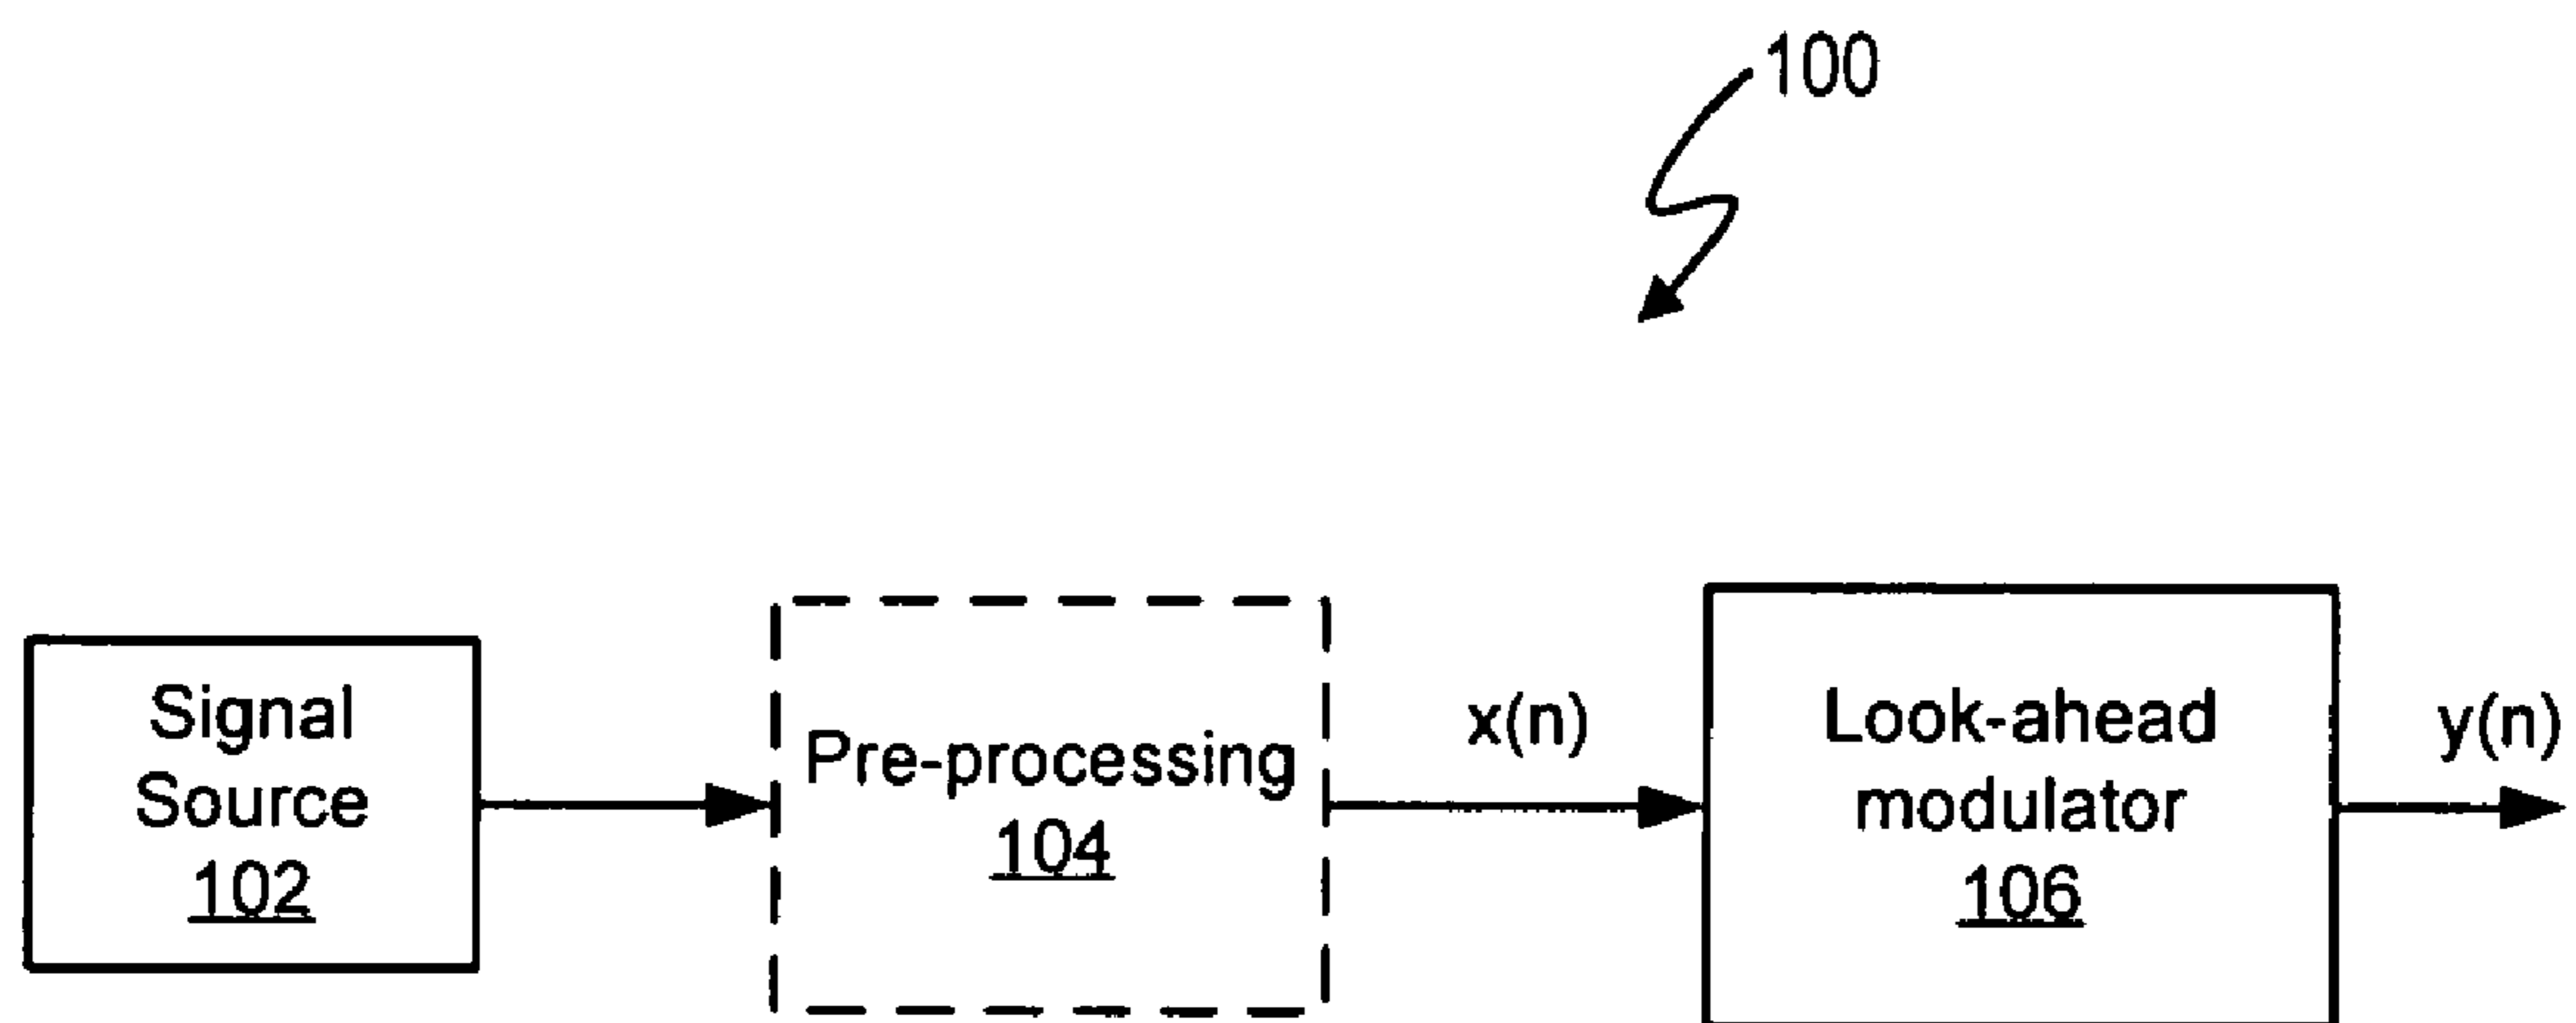 100
Signal
Source
102
Pre-processing
104
x(n)
Look-ahead
modulator
106
y(n)